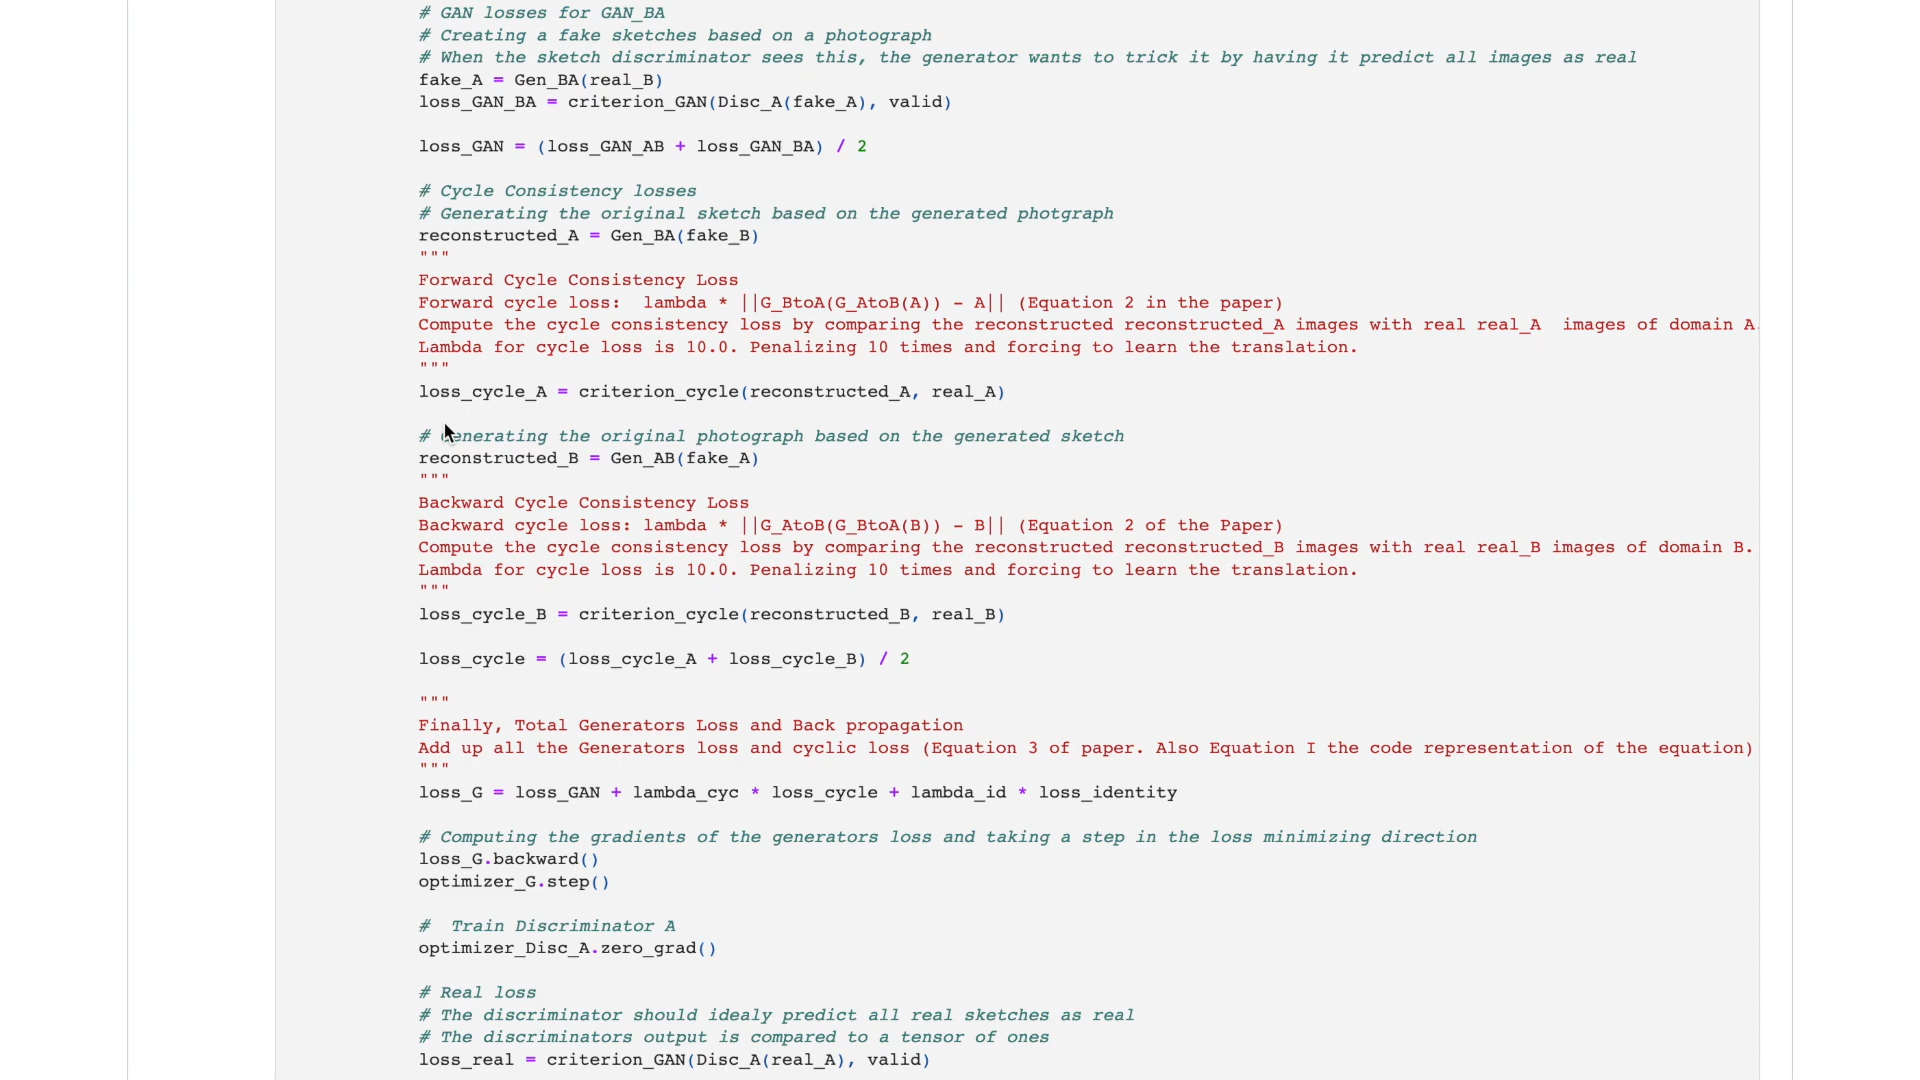 # GAN losses for GAN_BA
# Creating a fake sketches based on a photograph
# When the sketch discriminator sees this, the generator wants to trick it by having it predict all images as real
fake_A = Gen_BA(real_B)
loss_GAN_BA = criterion_GAN(Disc_A(fake_A), valid)
loss_GAN = (loss_GAN_AB + loss_GAN_BA) / 2
# Cycle Consistency losses
# Generating the original sketch based on the generated photgraph
reconstructed_A = Gen_BA(fake_B)
"""
Forward Cycle Consistency Loss
Forward cycle loss:  lambda * ||G_BtoA(G_AtoB(A)) - A|| (Equation 2 in the paper)
Compute the cycle consistency loss by comparing the reconstructed reconstructed_A images with real real_A  images of domain A.
Lambda for cycle loss is 10.0. Penalizing 10 times and forcing to learn the translation.
"""
loss_cycle_A = criterion_cycle(reconstructed_A, real_A)
# Generating the original photograph based on the generated sketch
reconstructed_B = Gen_AB(fake_A)
"""
Backward Cycle Consistency Loss
Backward cycle loss: lambda * ||G_AtoB(G_BtoA(B)) - B|| (Equation 2 of the Paper)
Compute the cycle consistency loss by comparing the reconstructed reconstructed_B images with real real_B images of domain B.
Lambda for cycle loss is 10.0. Penalizing 10 times and forcing to learn the translation.
"""
loss_cycle_B = criterion_cycle(reconstructed_B, real_B)
loss_cycle = (loss_cycle_A + loss_cycle_B) / 2
"""
Finally, Total Generators Loss and Back propagation
Add up all the Generators loss and cyclic loss (Equation 3 of paper. Also Equation I the code representation of the equation)
"""
loss_G = loss_GAN + lambda_cyc * loss_cycle + lambda_id * loss_identity
# Computing the gradients of the generators loss and taking a step in the loss minimizing direction
loss_G.backward()
optimizer_G.step()
#  Train Discriminator A
optimizer_Disc_A.zero_grad()
# Real loss
# The discriminator should idealy predict all real sketches as real
# The discriminators output is compared to a tensor of ones
loss_real = criterion_GAN(Disc_A(real_A), valid)